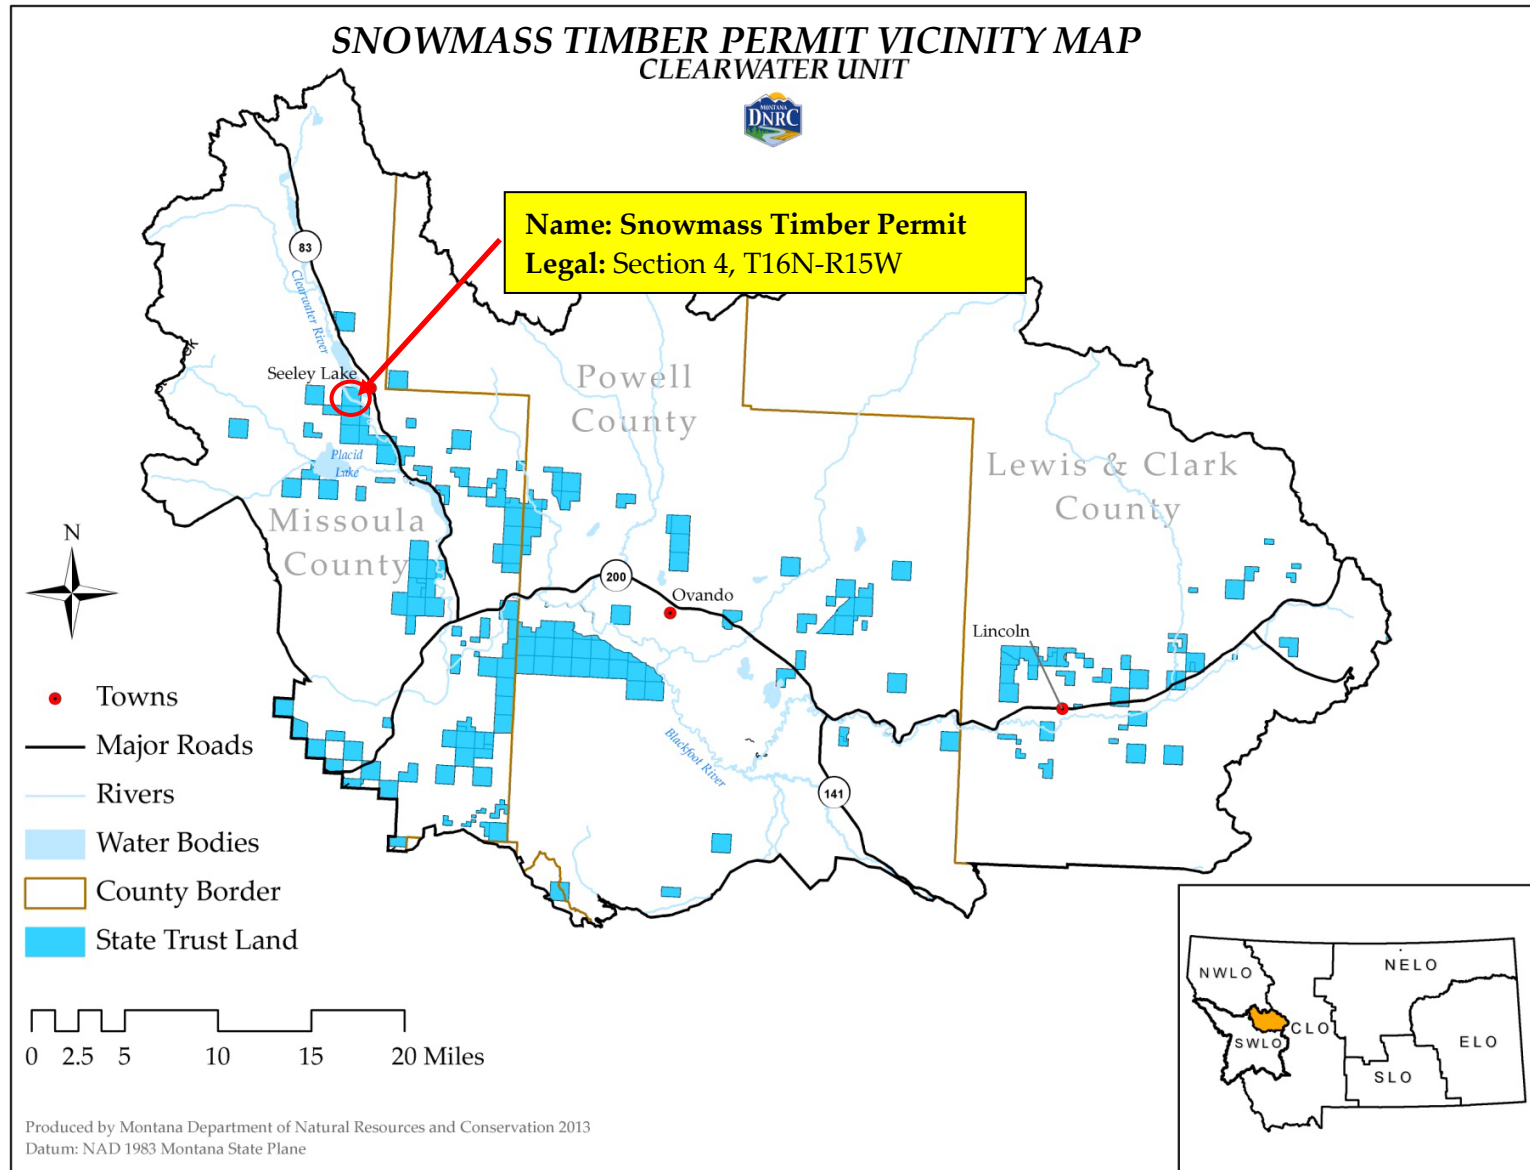 SNOWMASS TIMBER PERMIT VICINITY MAP
CLEARWATER UNIT
MONTANA
DNRC
Name: Snowmass Timber Permit
Legal: Section 4, T16N-R15W
83
Clearwater River
Seeley Lake
Placid
Lake
Powell
County
Missoula
County
Lewis & Clark
County
200
Ovando
Lincoln
Blackfoot River
141
N
Towns
Major Roads
Rivers
Water Bodies
County Border
State Trust Land
0 2.5 5 10 15 20 Miles
NWLO
NELO
CLO
SWLO
ELO
SLO
Produced by Montana Department of Natural Resources and Conservation 2013
Datum: NAD 1983 Montana State Plane